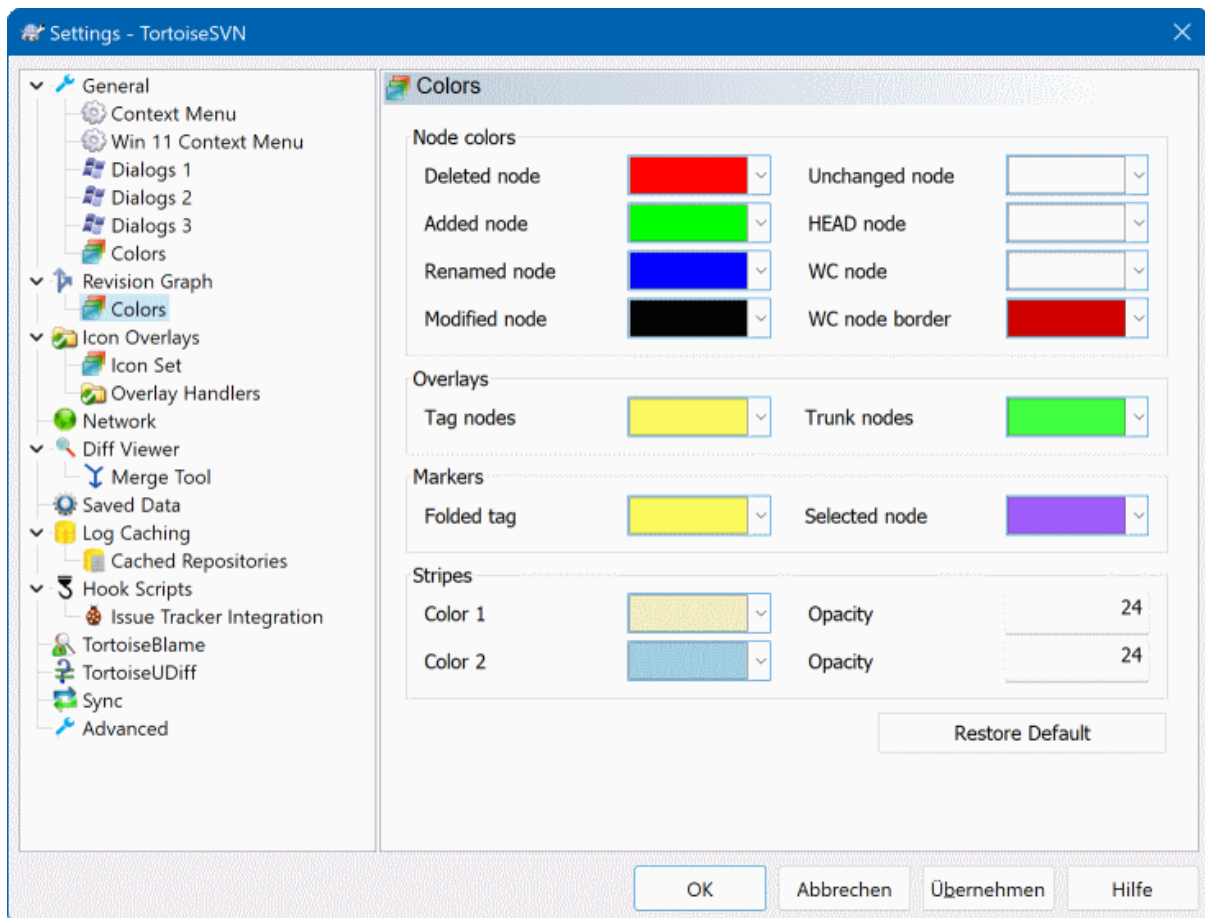 Settings - TortoiseSVN
General
Context Menu
Win 11 Context Menu
Dialogs 1
Dialogs 2
Dialogs 3
Colors
Revision Graph
Colors
Icon Overlays
Icon Set
Overlay Handlers
Network
Diff Viewer
Merge Tool
Saved Data
Log Caching
Cached Repositories
Hook Scripts
Issue Tracker Integration
TortoiseBlame
TortoiseUDiff
Sync
Advanced
Colors
Node colors
Deleted node Unchanged node
Added node HEAD node
Renamed node WC node
Modified node WC node border
Overlays
Tag nodes Trunk nodes
Markers
Folded tag Selected node
Stripes
Color 1 Opacity 24
Color 2 Opacity 24
Restore Default
OK Abbrechen Übernehmen Hilfe